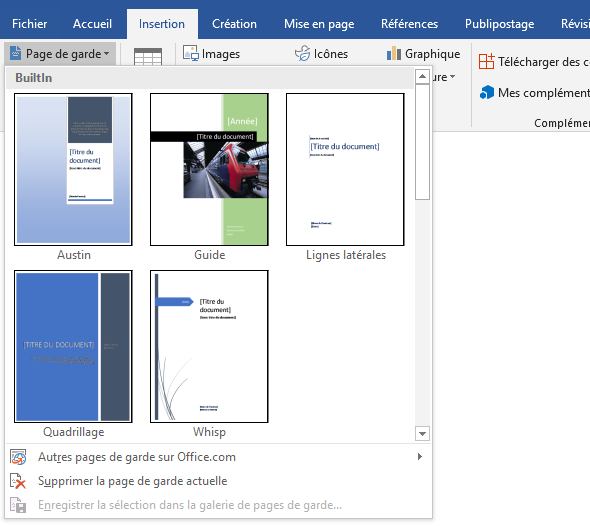 Fichier Accueil Insertion Création Mise en page Références Publipostage Révisi
Page de garde Images Icônes Graphique Télécharger des co
ure Mes complément
Compléme
BuiltIn
[Titre du
document]
[Année]
[Titre du document]
[Titre du document]
Austin Guide Lignes latérales
[TITRE DU DOCUMENT]
[Titre du
document]
Quadrillage Whisp
Autres pages de garde sur Office.com
Supprimer la page de garde actuelle
Enregistrer la sélection dans la galerie de pages de garde...